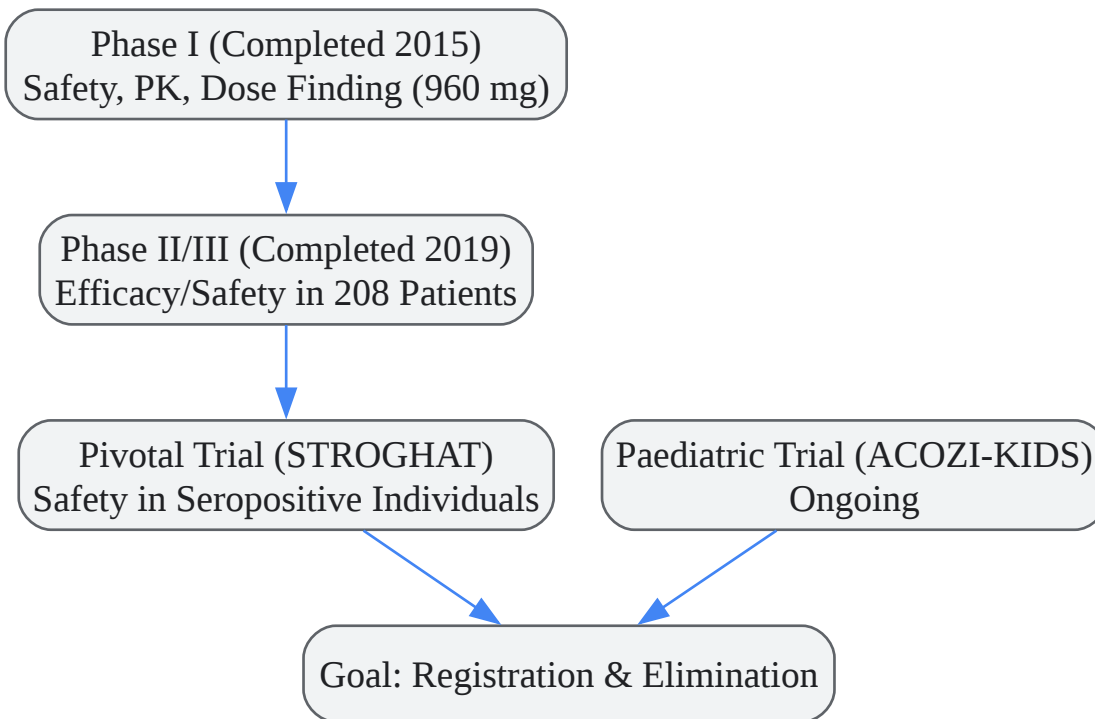 Phase I (Completed 2015)
Safety, PK, Dose Finding (960 mg)
Phase II/III (Completed 2019)
Efficacy/Safety in 208 Patients
Pivotal Trial (STROGHAT)
Safety in Seropositive Individuals
Paediatric Trial (ACOZI-KIDS)
Ongoing
Goal: Registration & Elimination